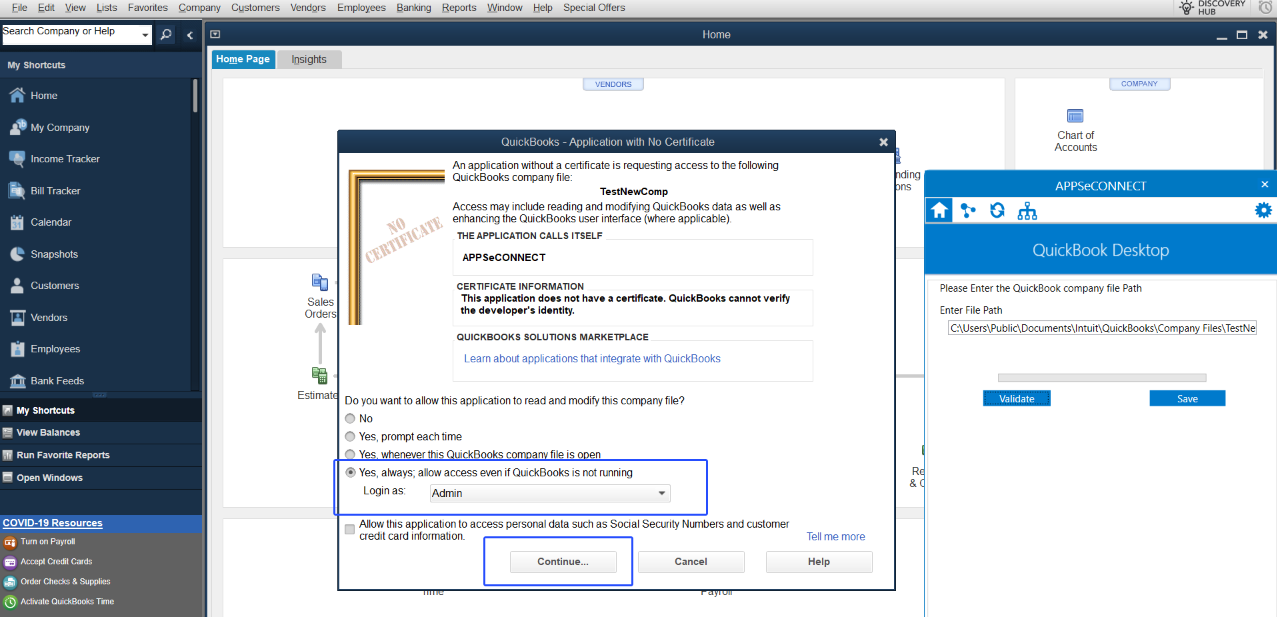 File Edit View Lists Favorites Company Customers Vendors Employees Banking Reports Window Help Special Offers
DISCOVERY
HUB
Search Company or Help
Home
Home Page Insights
My Shortcuts
Home
My Company
Income Tracker
Bill Tracker
Calendar
Snapshots
Customers
Vendors
Employees
Bank Feeds
My Shortcuts
View Balances
Run Favorite Reports
Open Windows
COVID-19 Resources
Turn on Payroll
Accept Credit Cards
Order Checks & Supplies
Activate QuickBooks Time
VENDORS
COMPANY
Chart of
Accounts
Sales
Orders
Estimate
QuickBooks - Application with No Certificate
NO
CERTIFICATE
An application without a certificate is requesting access to the following
QuickBooks company file:
TestNewComp
Access may include reading and modifying QuickBooks data as well as
enhancing the QuickBooks user interface (where applicable).
THE APPLICATION CALLS ITSELF
APPSeCONNECT
CERTIFICATE INFORMATION
This application does not have a certificate. QuickBooks cannot verify
the developer's identity.
QUICKBOOKS SOLUTIONS MARKETPLACE
Learn about applications that integrate with QuickBooks
Do you want to allow this application to read and modify this company file?
No
Yes, prompt each time
Yes, whenever this QuickBooks company file is open
Yes, always; allow access even if QuickBooks is not running
Login as: Admin
Allow this application to access personal data such as Social Security Numbers and customer
credit card information.
Tell me more
Continue... Cancel Help
Time Payroll
nding
ons
Re
& C
APPSeCONNECT
QuickBook Desktop
Please Enter the QuickBook company file Path
Enter File Path
C:\Users\Public\Documents\Intuit\QuickBooks\Company Files\TestNe
Validate Save